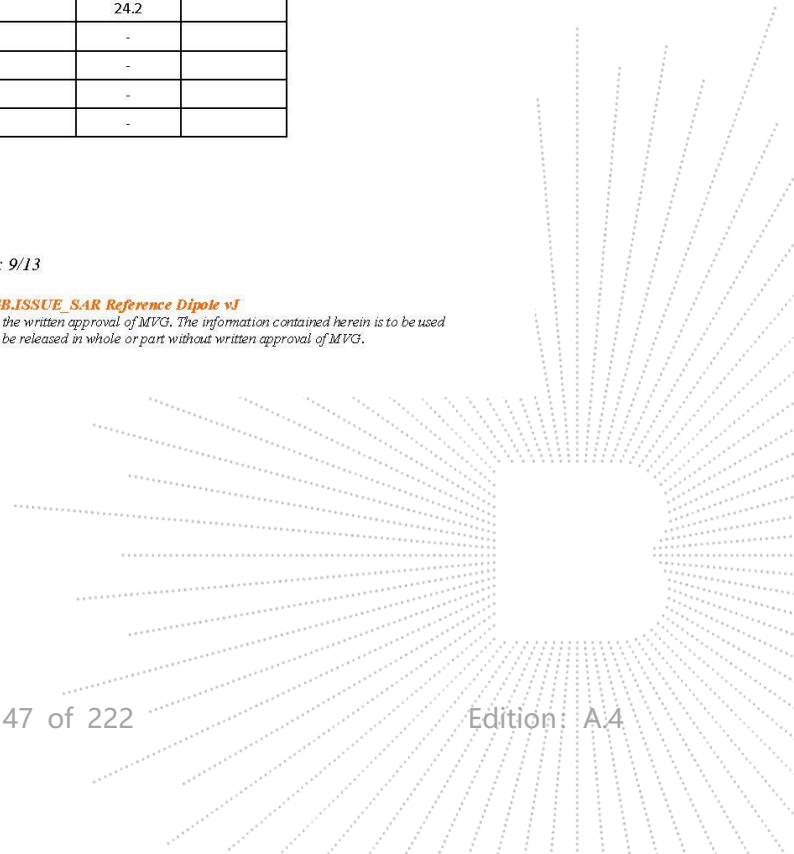 24.2
-
-
-
-
: 9/13
B.ISSUE_SAR Reference Dipole vJ
the written approval of MVG. The information contained herein is to be used
be released in whole or part without written approval of MVG.
47 of 222 Edition: A.4